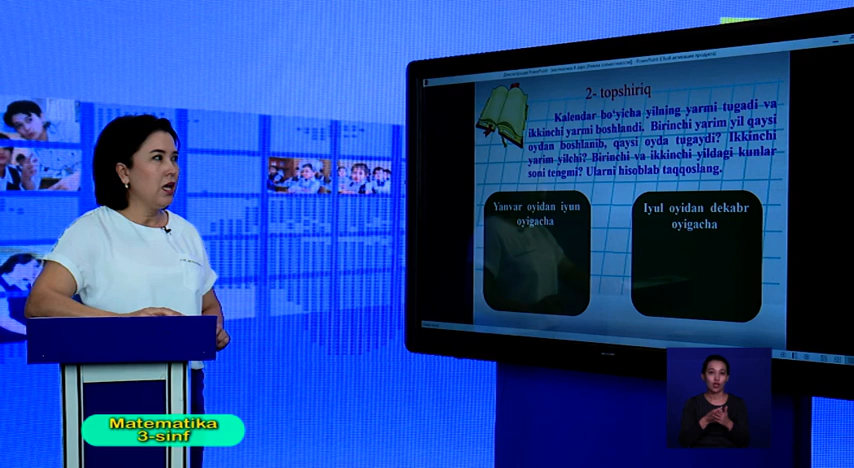 2- topshiriq
Kalendar bo'yicha yilning yarmi tugadi va
ikkinchi yarmi boshlandi. Birinchi yarim yil qaysi
oydan boshlanib, qaysi oyda tugaydi? Ikkinchi
yarim yilchi? Birinchi va ikkinchi yildagi kunlar
soni tengmi? Ularni hisoblab taqqoslang.
Yanvar oyidan iyun
oyigacha
Iyul oyidan dekabr
oyigacha
Matematika
3-sinf